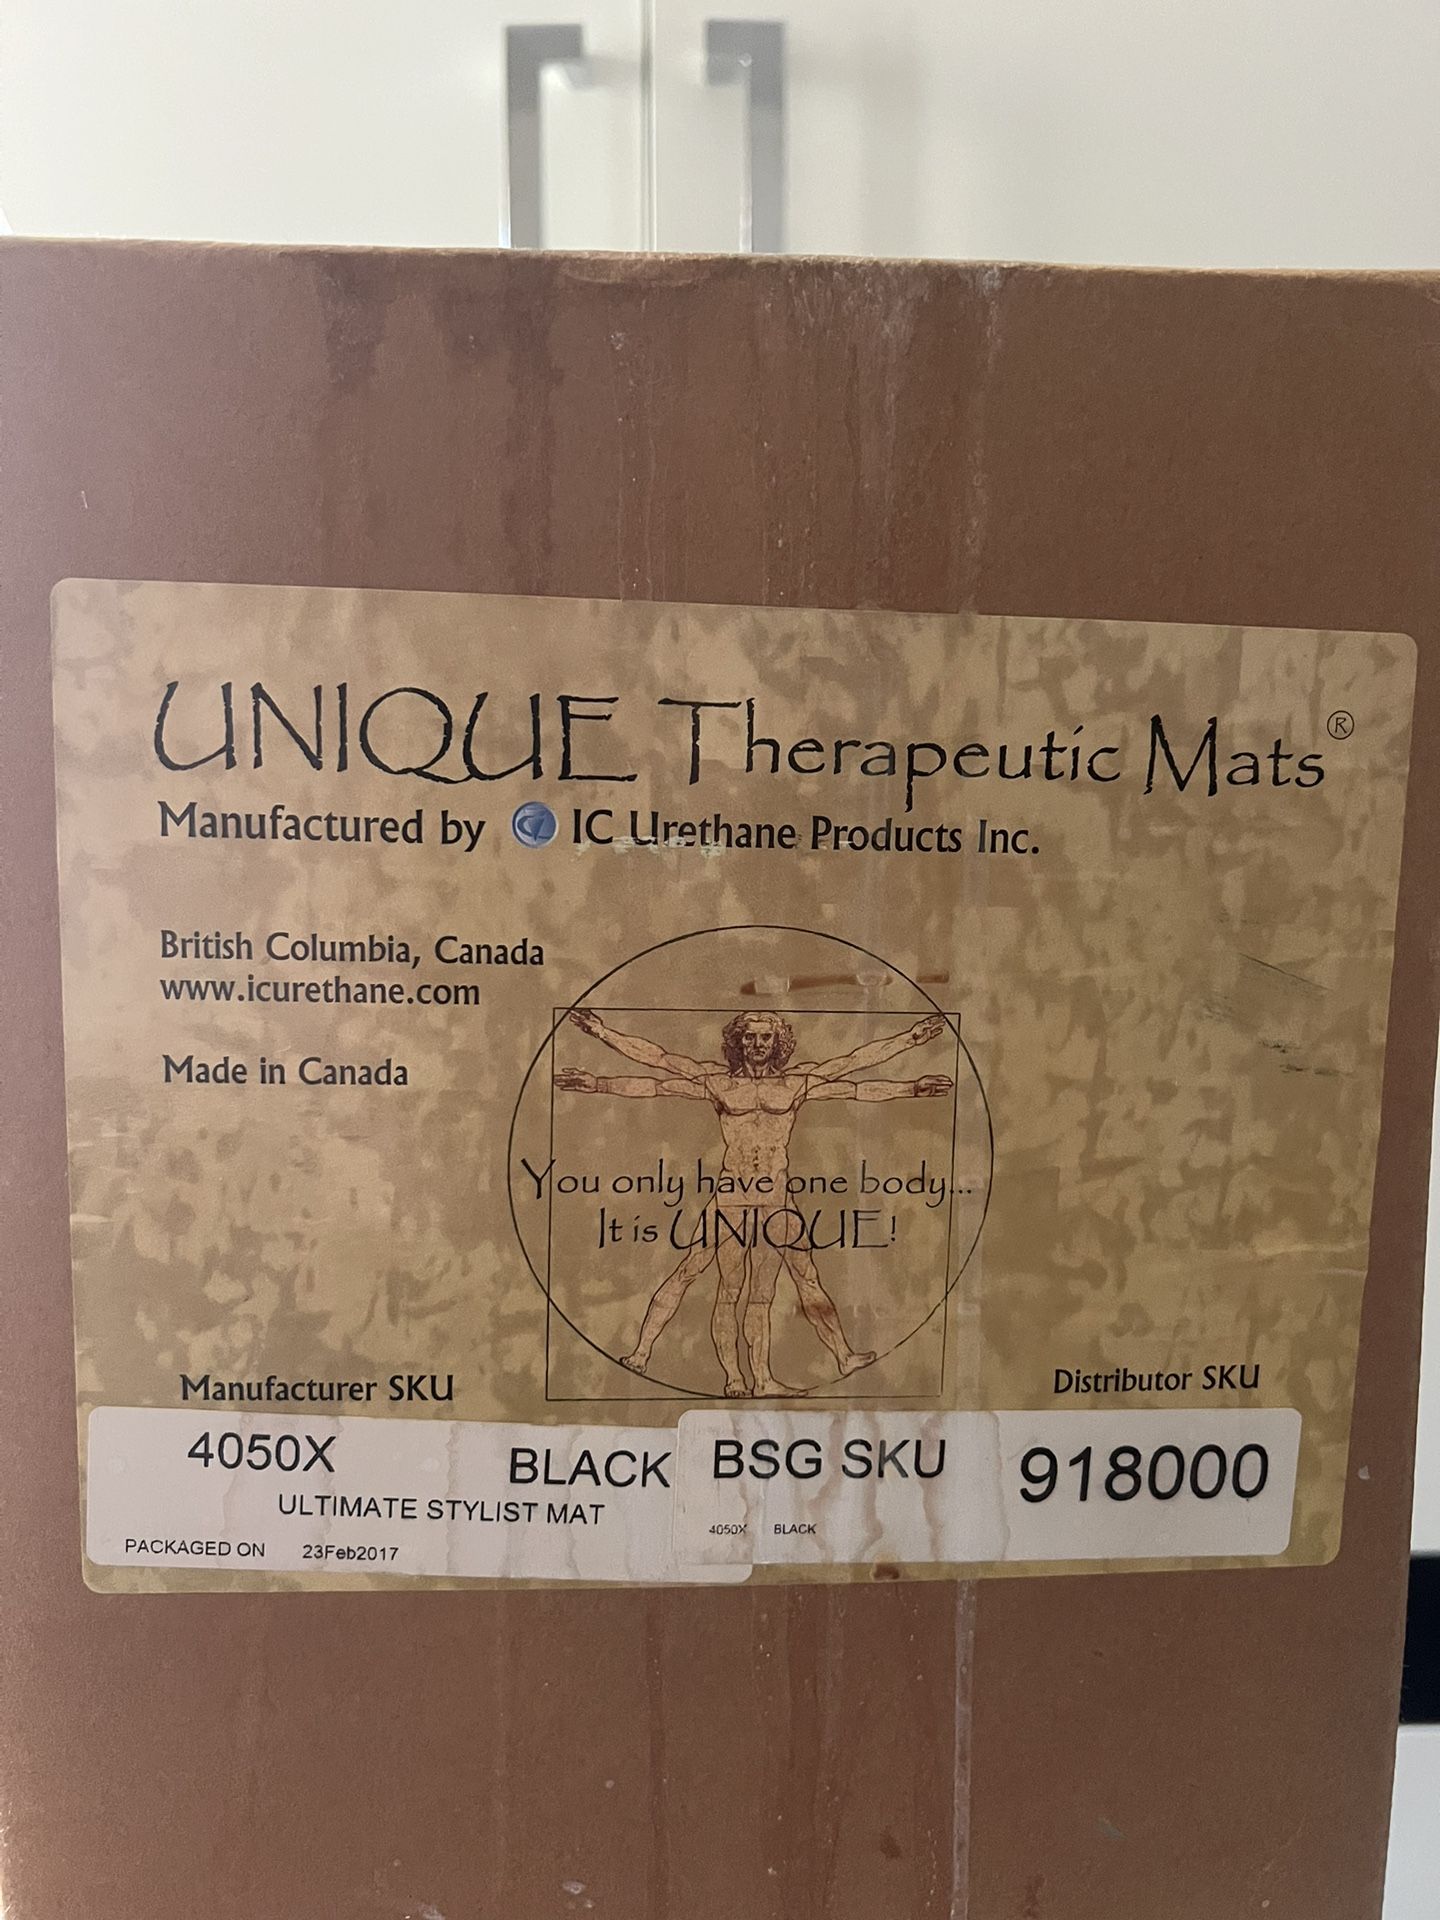 UNIQUE Therapeutic Mats®
Manufactured by IC Urethane Products Inc.
British Columbia, Canada
www.icurethane.com
Made in Canada
You only have one body...
It is UNIQUE!
Manufacturer SKU
4050X BLACK
ULTIMATE STYLIST MAT
PACKAGED ON 23Feb2017
Distributor SKU
BSG SKU 918000
4050X BLACK